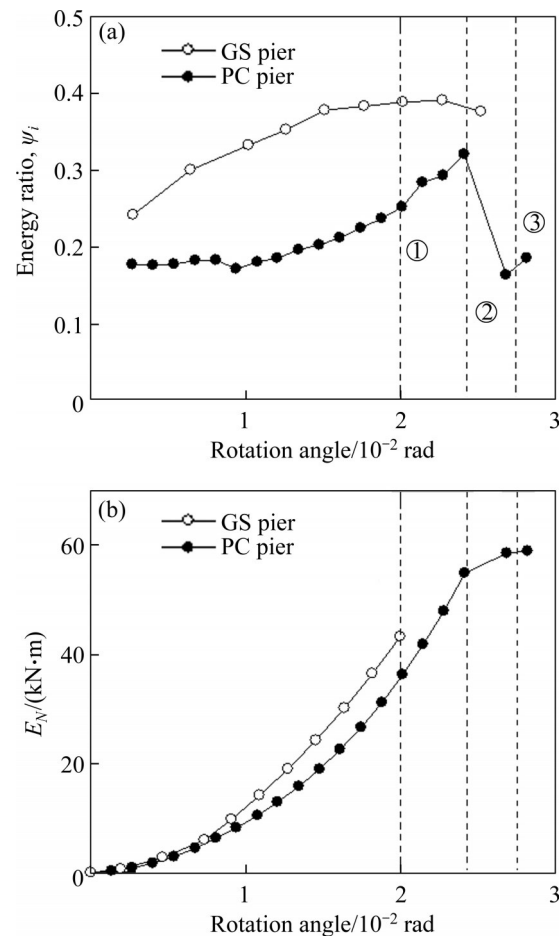 0.5
(a)
GS pier
PC pier
0.4
0.3
0.2
0.1
0
Energy ratio, ψi
①
②
③
1
2
3
Rotation angle/10⁻² rad
(b)
GS pier
PC pier
60
40
20
0
EN/(kN·m)
1
2
3
Rotation angle/10⁻² rad